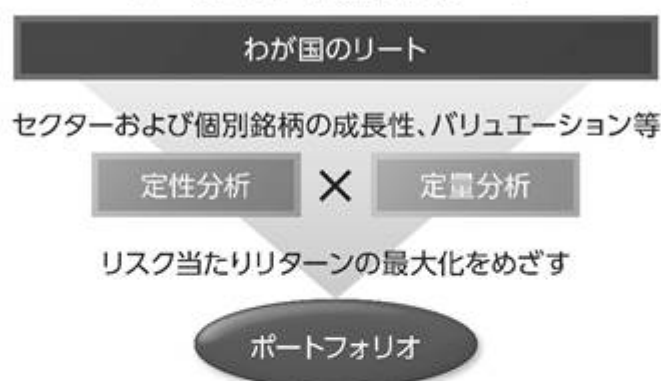 わが国のリート
セクターおよび個別銘柄の成長性、バリュエーション等
定性分析 × 定量分析
リスク当たりリターンの最大化をめざす
ポートフォリオ